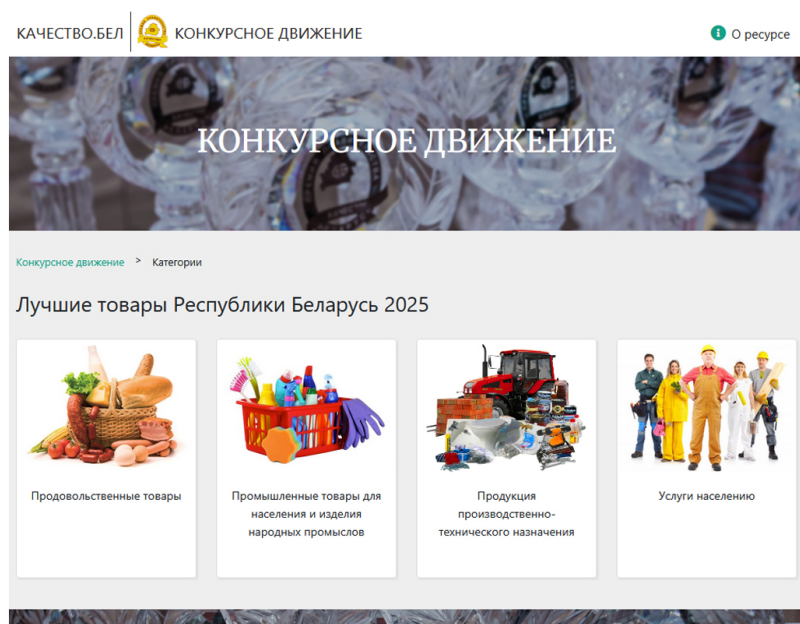 КАЧЕСТВО.БЕЛ
КОНКУРСНОЕ ДВИЖЕНИЕ
О ресурсе
КОНКУРСНОЕ ДВИЖЕНИЕ
Конкурсное движение > Категории
Лучшие товары Республики Беларусь 2025
Продовольственные товары
Промышленные товары для
населения и изделия
народных промыслов
Продукция
производственно-
технического назначения
Услуги населению